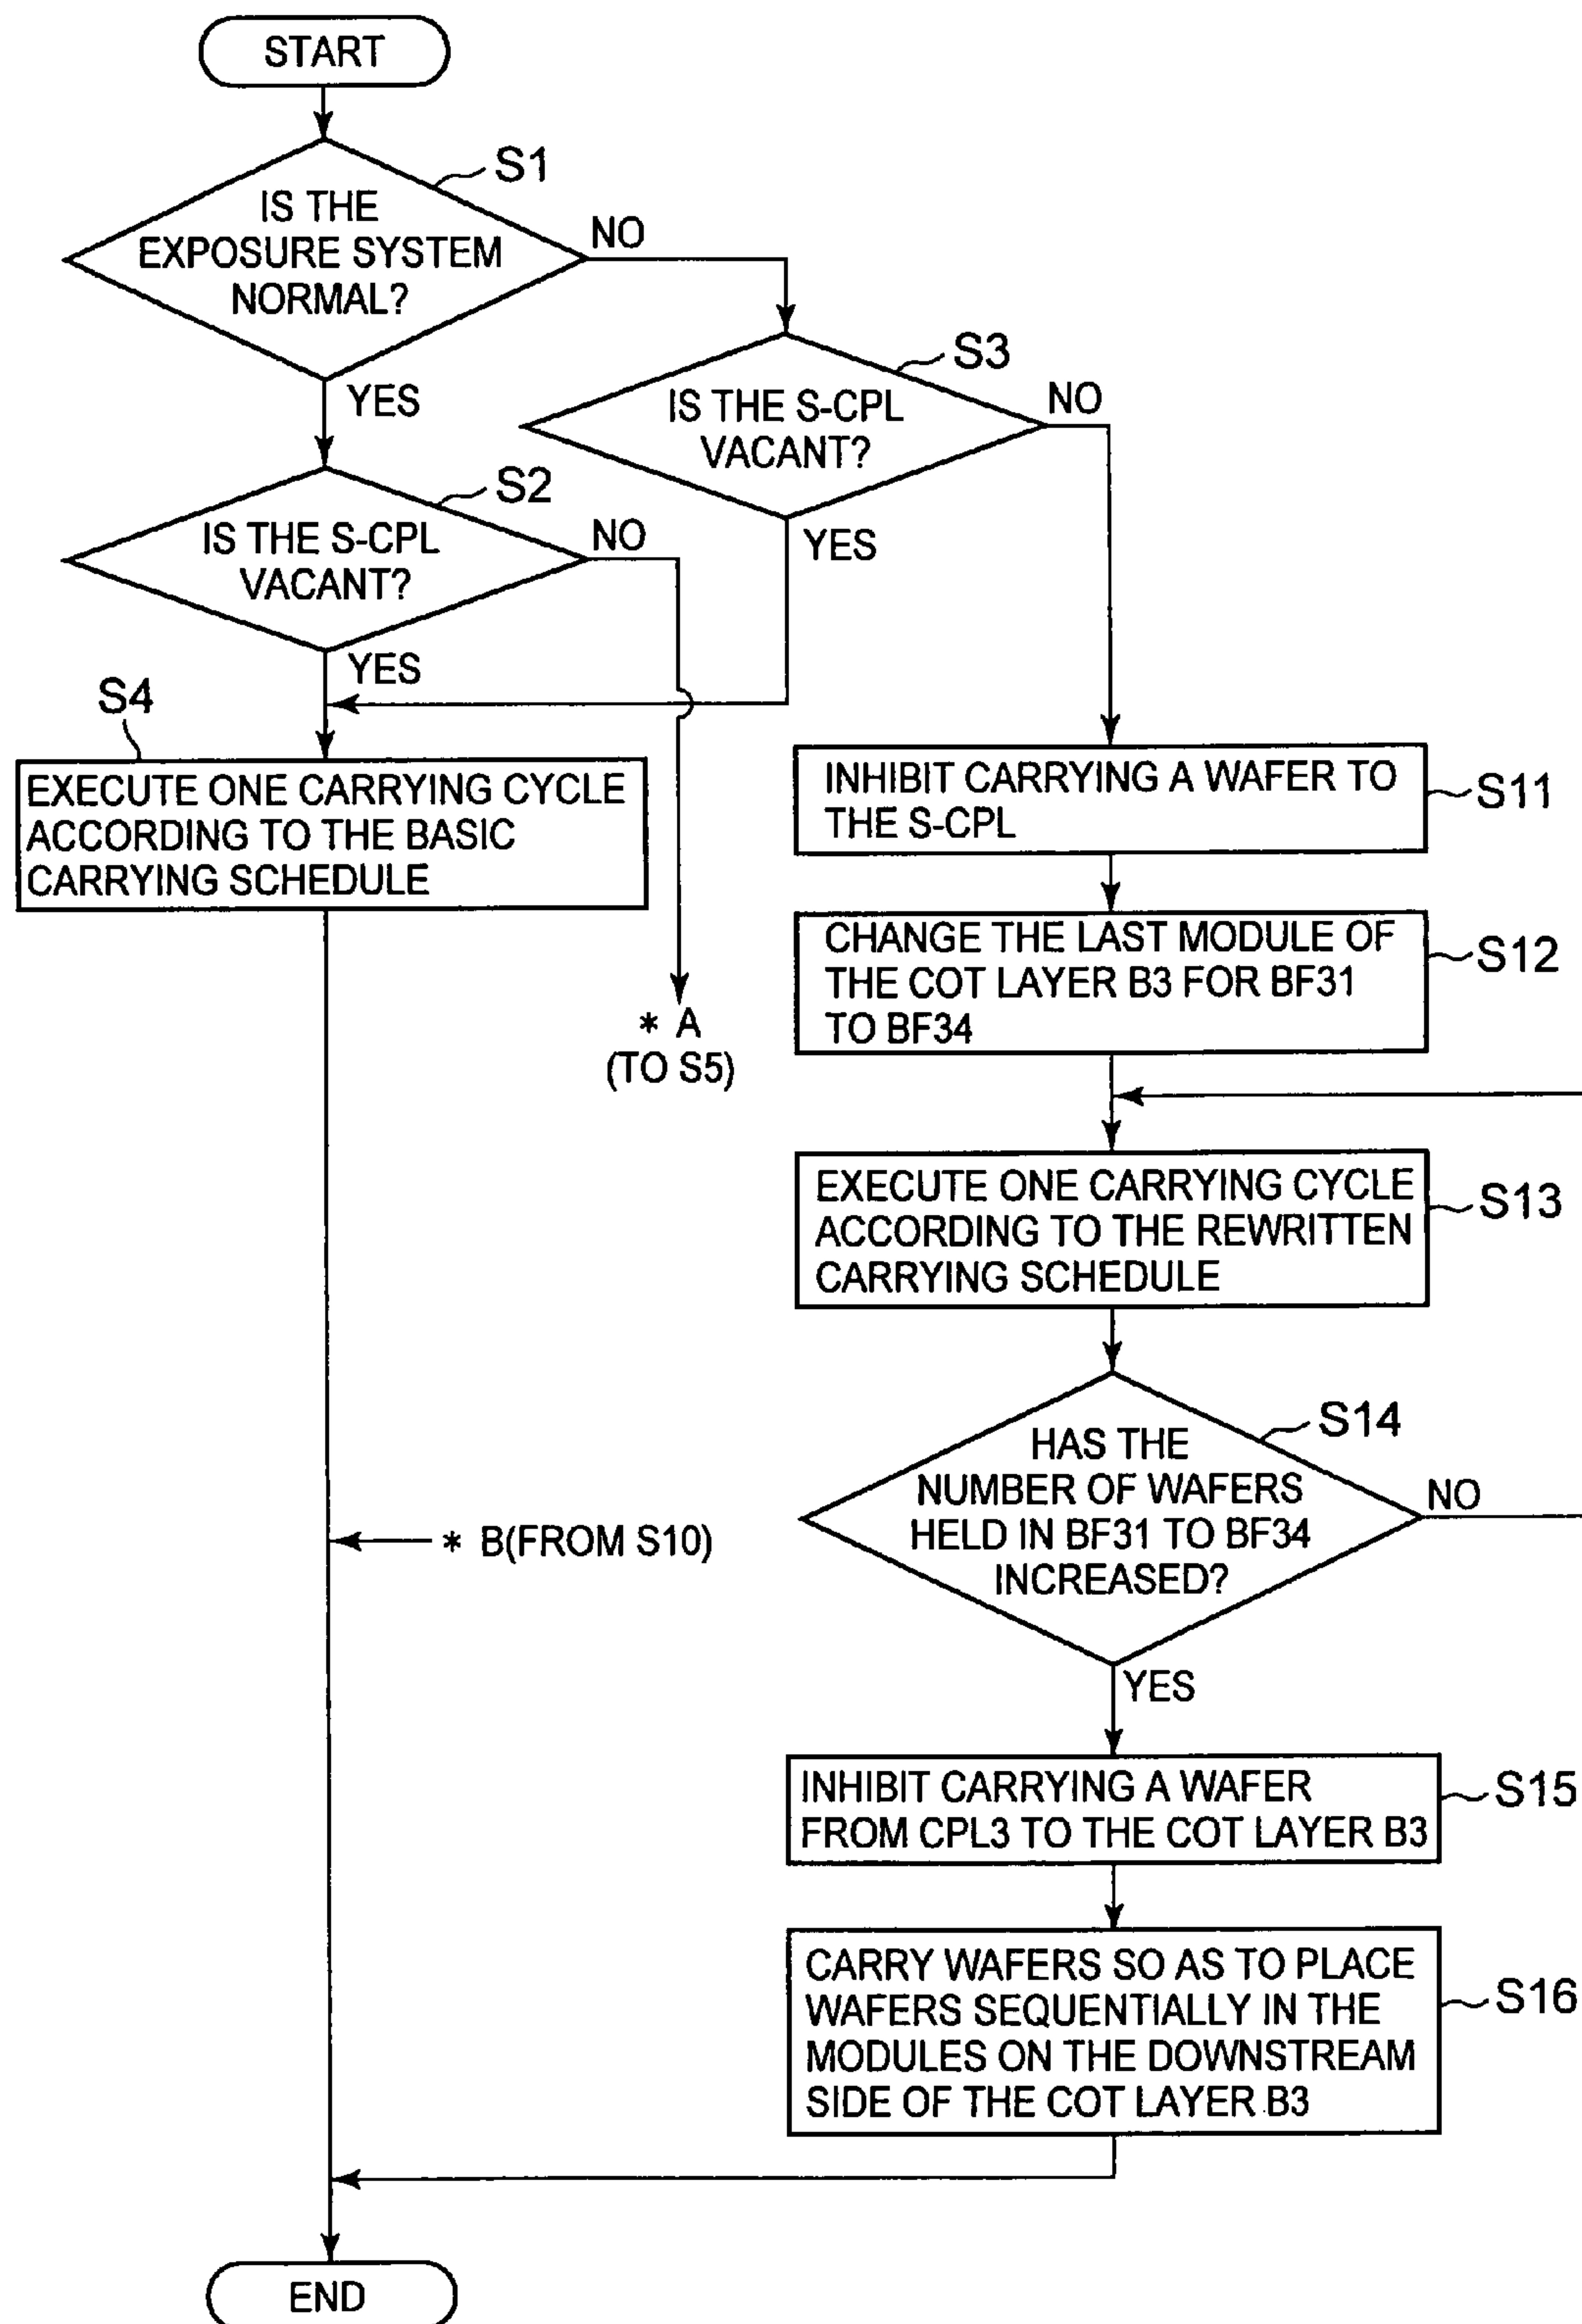 START
S1
IS THE
EXPOSURE SYSTEM
NORMAL?
NO
YES
S3
IS THE S-CPL
VACANT?
NO
YES
S2
IS THE S-CPL
VACANT?
NO
YES
S4
EXECUTE ONE CARRYING CYCLE
ACCORDING TO THE BASIC
CARRYING SCHEDULE
* A
(TO S5)
INHIBIT CARRYING A WAFER TO
THE S-CPL
S11
CHANGE THE LAST MODULE OF
THE COT LAYER B3 FOR BF31
TO BF34
S12
EXECUTE ONE CARRYING CYCLE
ACCORDING TO THE REWRITTEN
CARRYING SCHEDULE
S13
S14
HAS THE
NUMBER OF WAFERS
HELD IN BF31 TO BF34
INCREASED?
NO
YES
* B(FROM S10)
INHIBIT CARRYING A WAFER
FROM CPL3 TO THE COT LAYER B3
S15
CARRY WAFERS SO AS TO PLACE
WAFERS SEQUENTIALLY IN THE
MODULES ON THE DOWNSTREAM
SIDE OF THE COT LAYER B3
S16
END